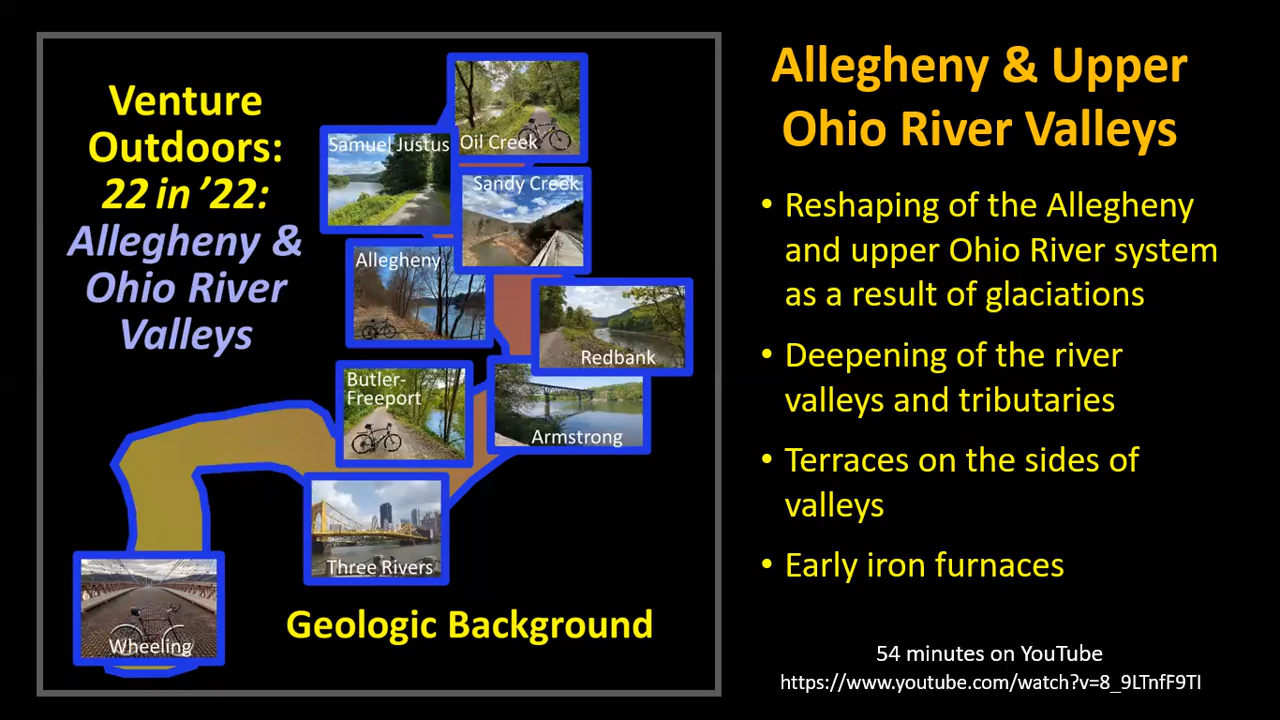 Venture
Outdoors:
22 in ’22:
Allegheny &
Ohio River
Valleys
Samuel Justus
Oil Creek
Sandy Creek
Allegheny
Redbank
Butler-
Freeport
Armstrong
Three Rivers
Wheeling
Geologic Background
Allegheny & Upper
Ohio River Valleys
• Reshaping of the Allegheny
and upper Ohio River system
as a result of glaciations
• Deepening of the river
valleys and tributaries
• Terraces on the sides of
valleys
• Early iron furnaces
54 minutes on YouTube
https://www.youtube.com/watch?v=8_9LTnfF9TI